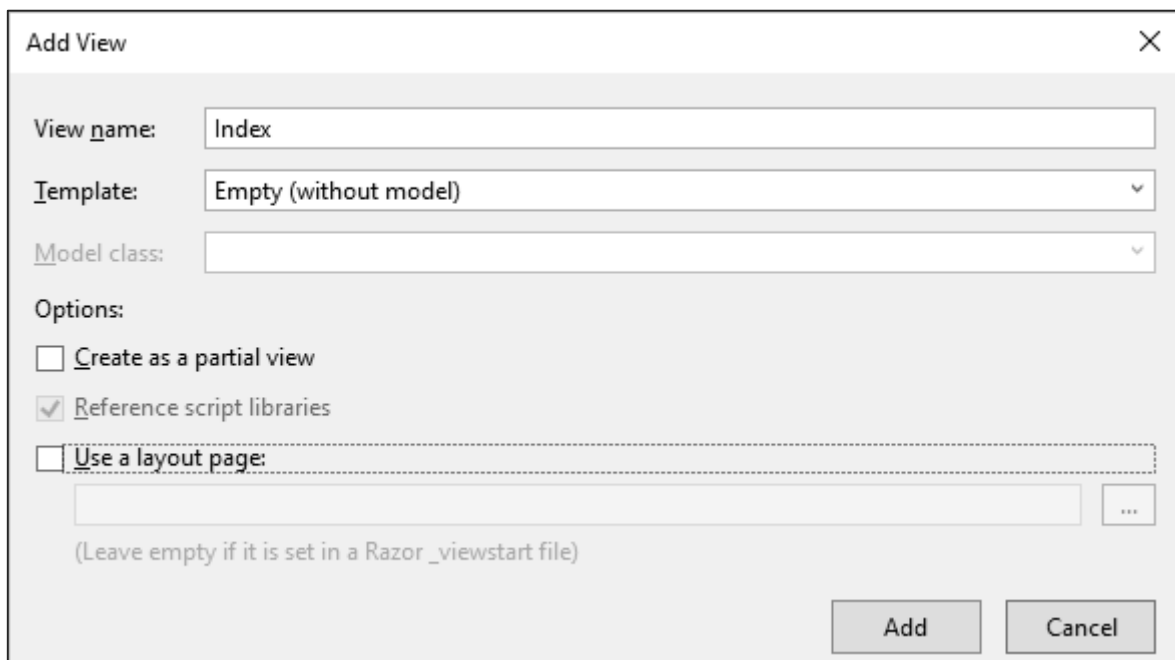 Add View
View name: Index
Template: Empty (without model)
Model class:
Options:
Create as a partial view
Reference script libraries
Use a layout page:
...
(Leave empty if it is set in a Razor _viewstart file)
Add Cancel